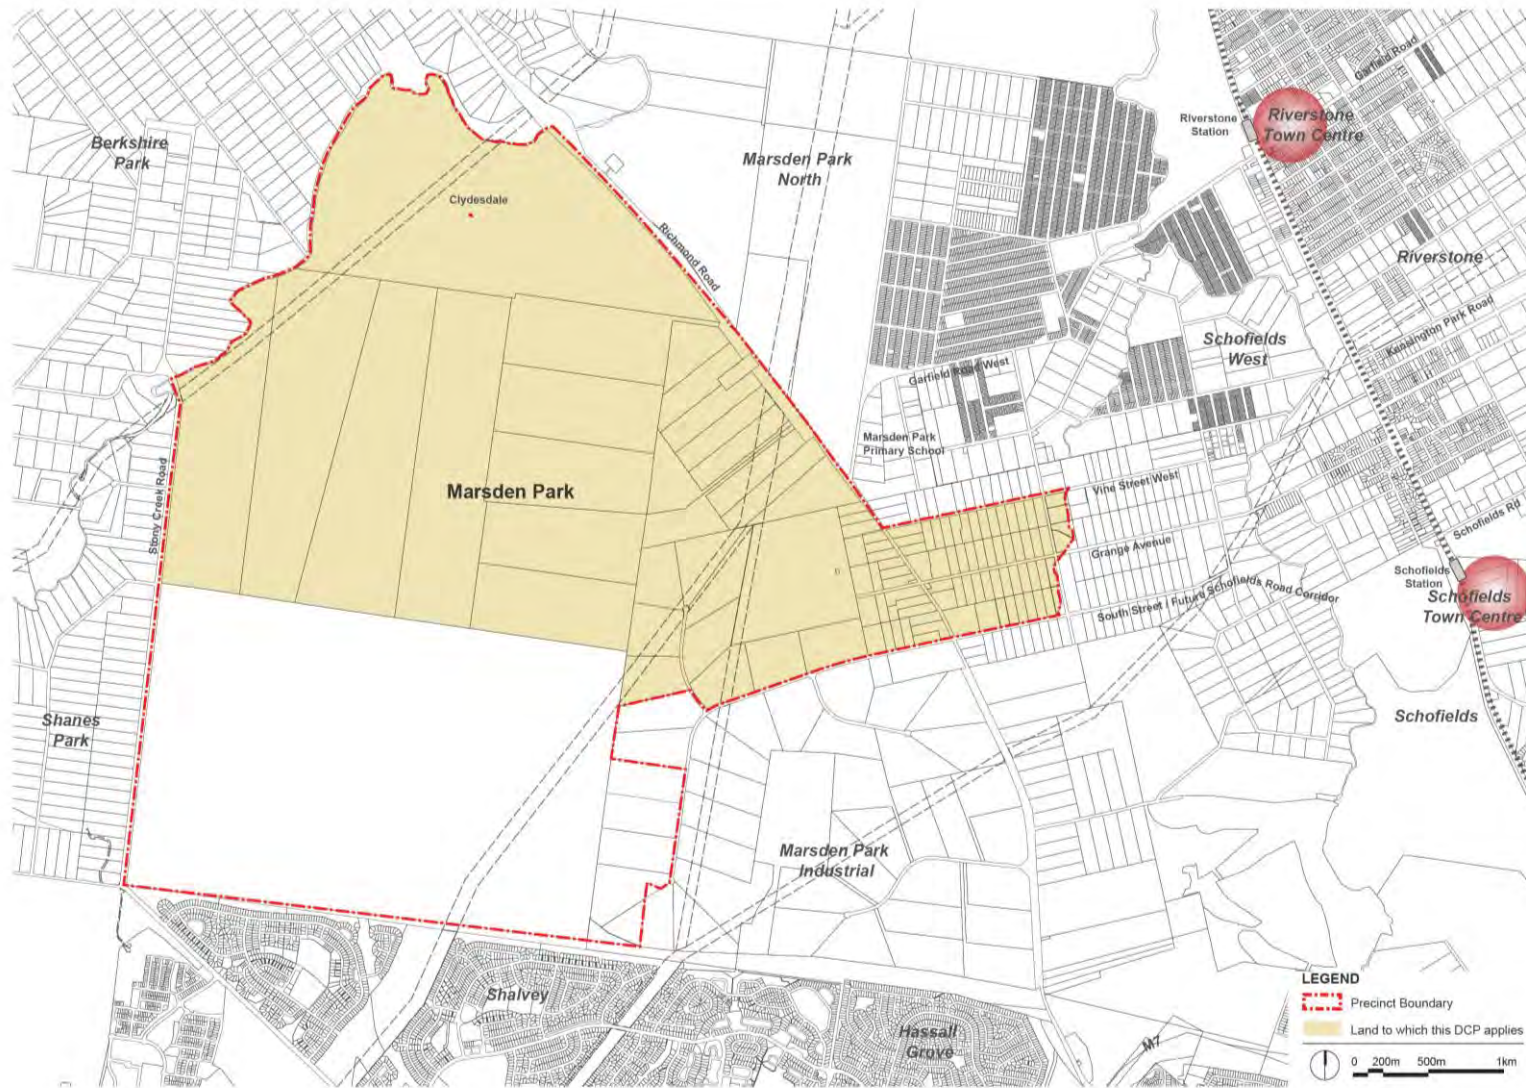 Garfield Road
Riverstone
Station
Riverstone
Town Centre
Berkshire
Park
Marsden Park
North
Clydesdale
Richmond Road
Riverstone
Kensington Park Road
Schofields
West
Garfield Road West
Marsden Park
Primary School
Marsden Park
Stony Creek Road
Vine Street West
Schofields Rd
Grange Avenue
Schofields
Station
South Street / Future Schofields Road Corridor
Schofields
Town Centre
Shanes
Park
Schofields
Marsden Park
Industrial
Shalvey
Hassall
Grove
M7
LEGEND
Precinct Boundary
Land to which this DCP applies
0 200m 500m 1km